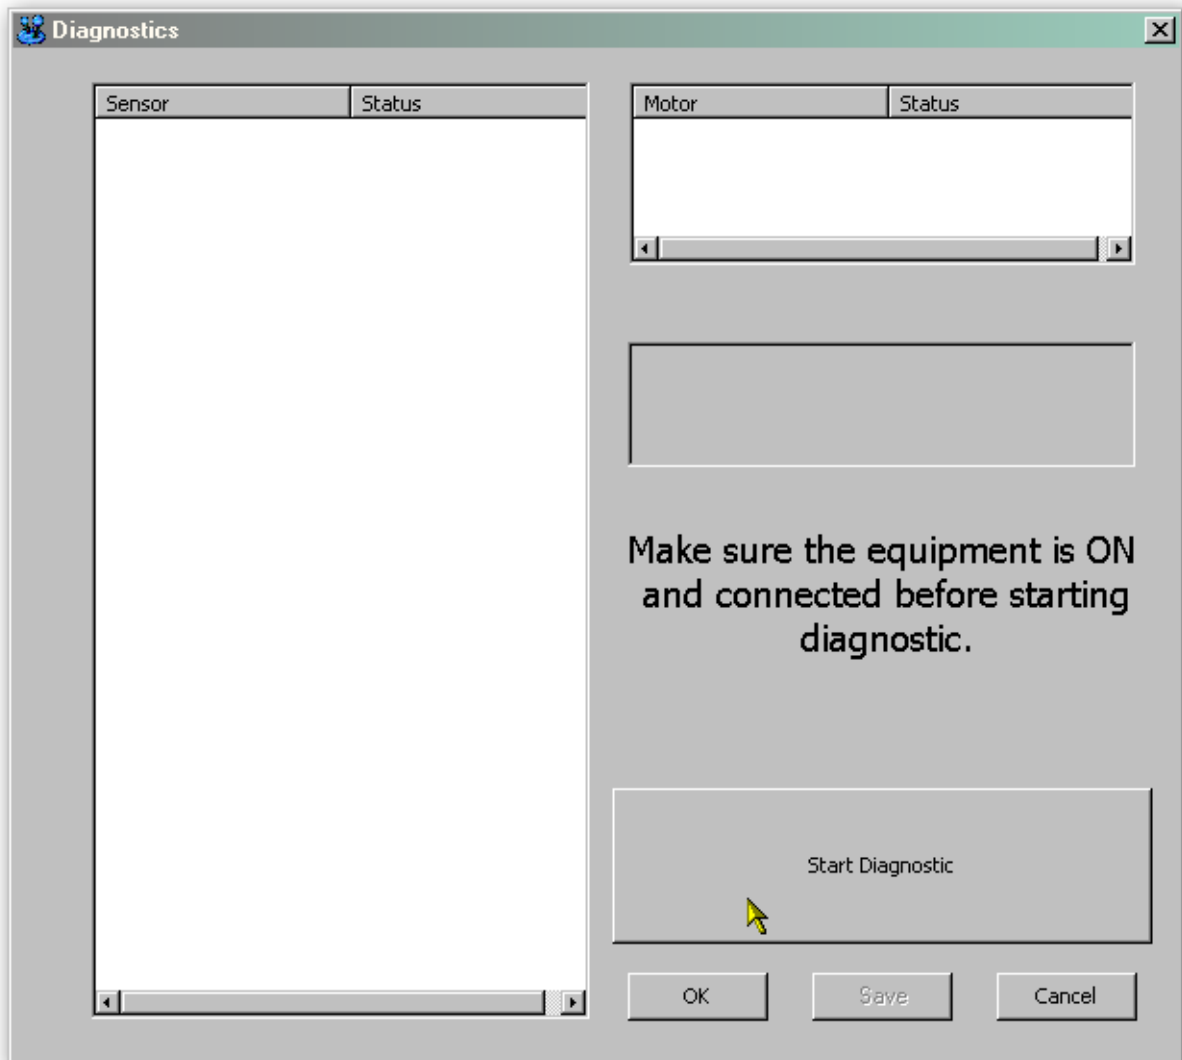 Diagnostics
Sensor Status
Motor Status
Make sure the equipment is ON
and connected before starting
diagnostic.
Start Diagnostic
OK Save Cancel